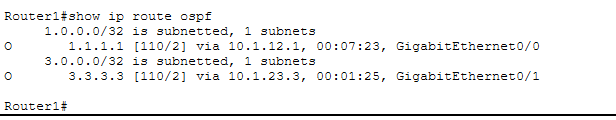 Router1#show ip route ospf
1.0.0.0/32 is subnetted, 1 subnets
O 1.1.1.1 [110/2] via 10.1.12.1, 00:07:23, GigabitEthernet0/0
3.0.0.0/32 is subnetted, 1 subnets
O 3.3.3.3 [110/2] via 10.1.23.3, 00:01:25, GigabitEthernet0/1
Router1#